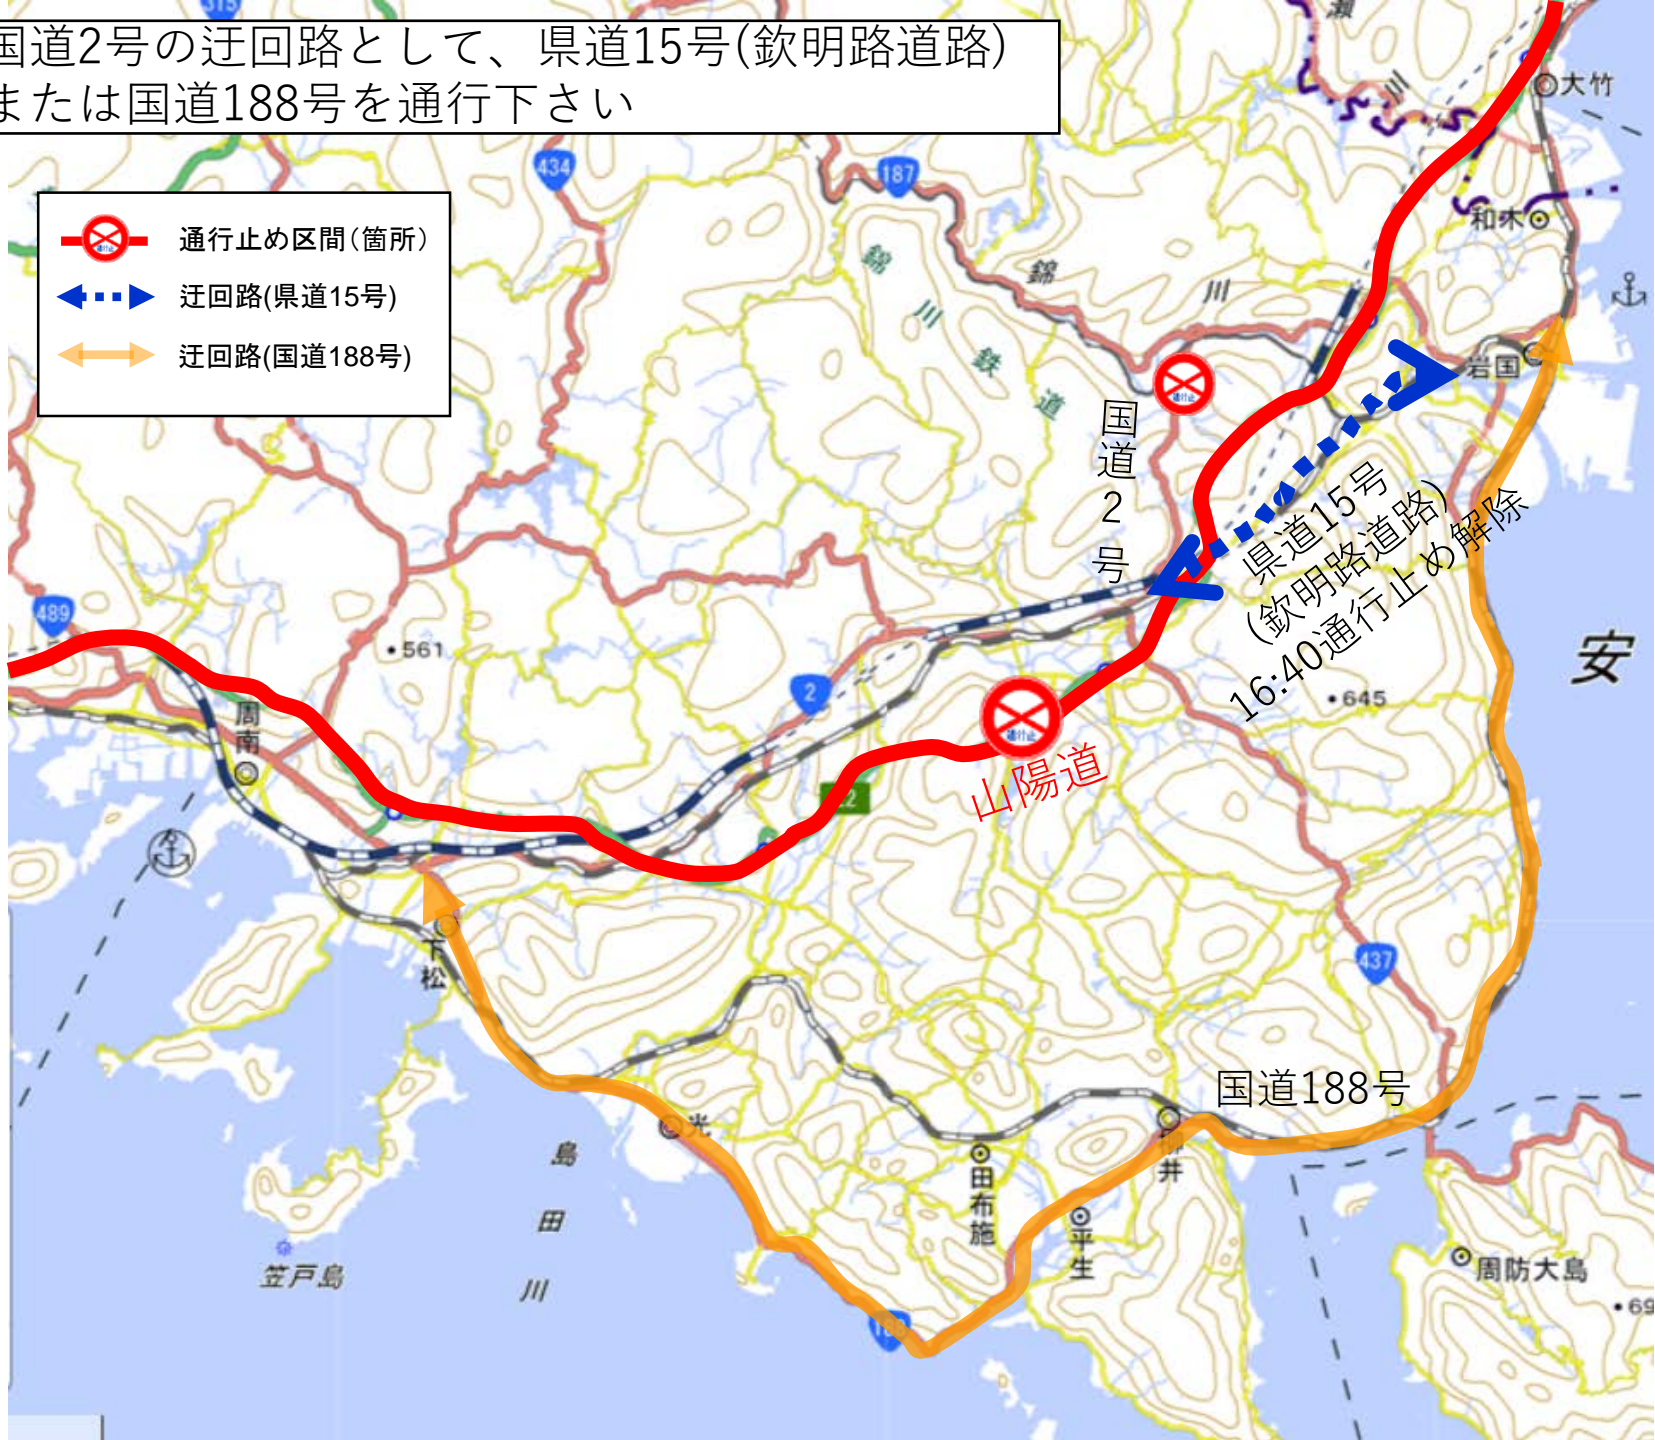 国道2号の迂回路として、県道15号(欽明路道路)
または国道188号を通行下さい
通行止め区間(箇所)
迂回路(県道15号)
迂回路(国道188号)
315
434
187
489
2
437
188
大竹
和木
岩国
錦川
錦川鉄道
国道2号
県道15号
(欽明路道路)
16:40通行止め解除
安
561
645
周南
山陽道
下松
国道188号
光
島田川
田布施
柳井
平生
笠戸島
周防大島
69